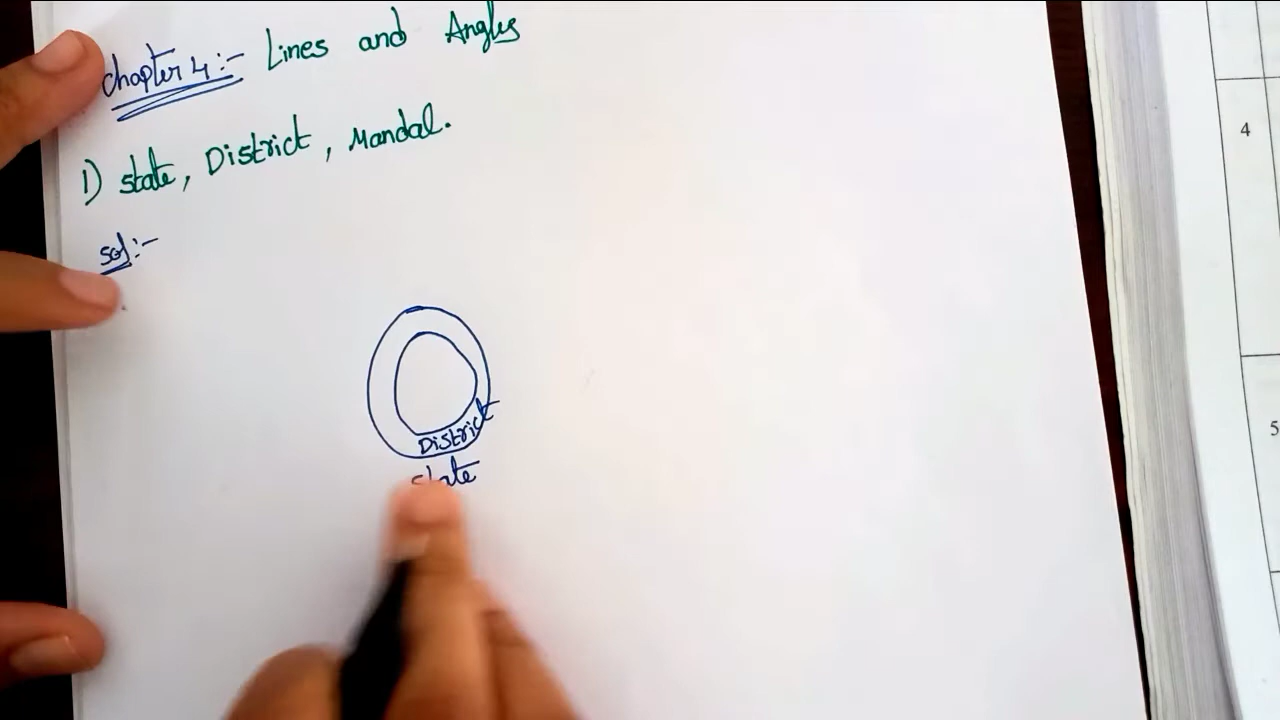 chapter 4:- Lines and Angles
1) state, District, Mandal.
sol:-
District
state
4
5